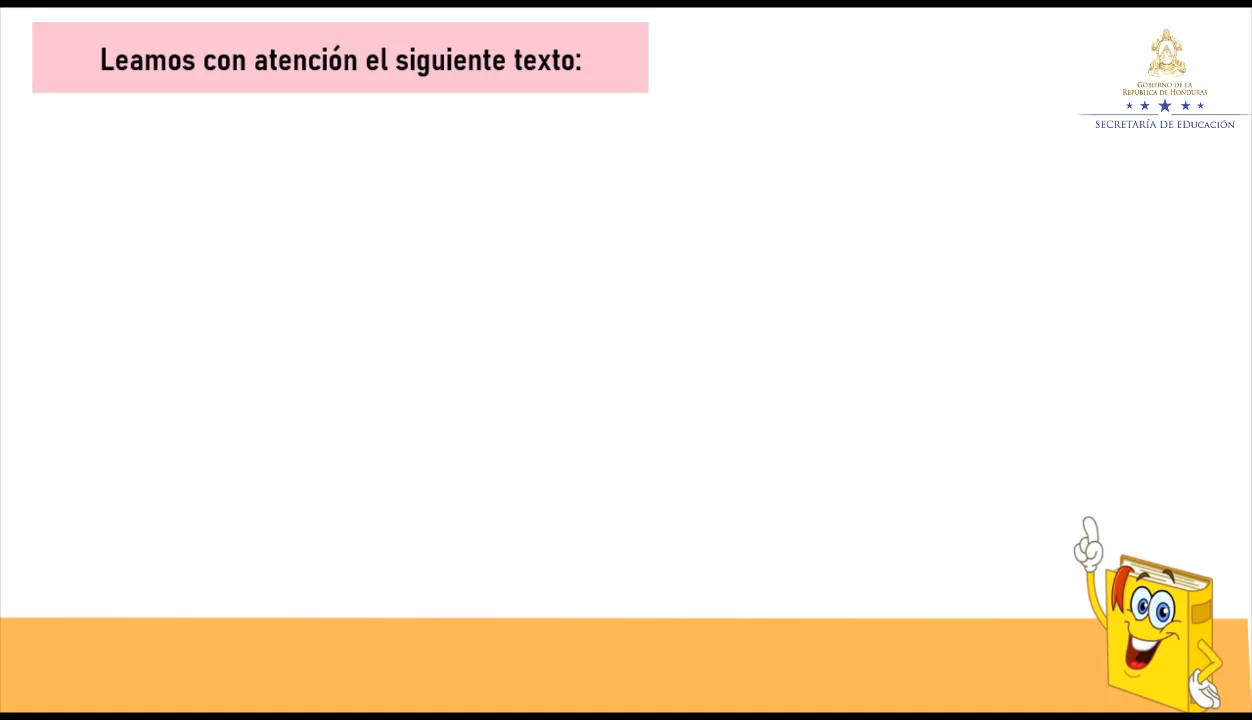 Leamos con atención el siguiente texto:
GOBIERNO DE LA
REPÚBLICA DE HONDURAS
SECRETARÍA DE EDUCACIÓN